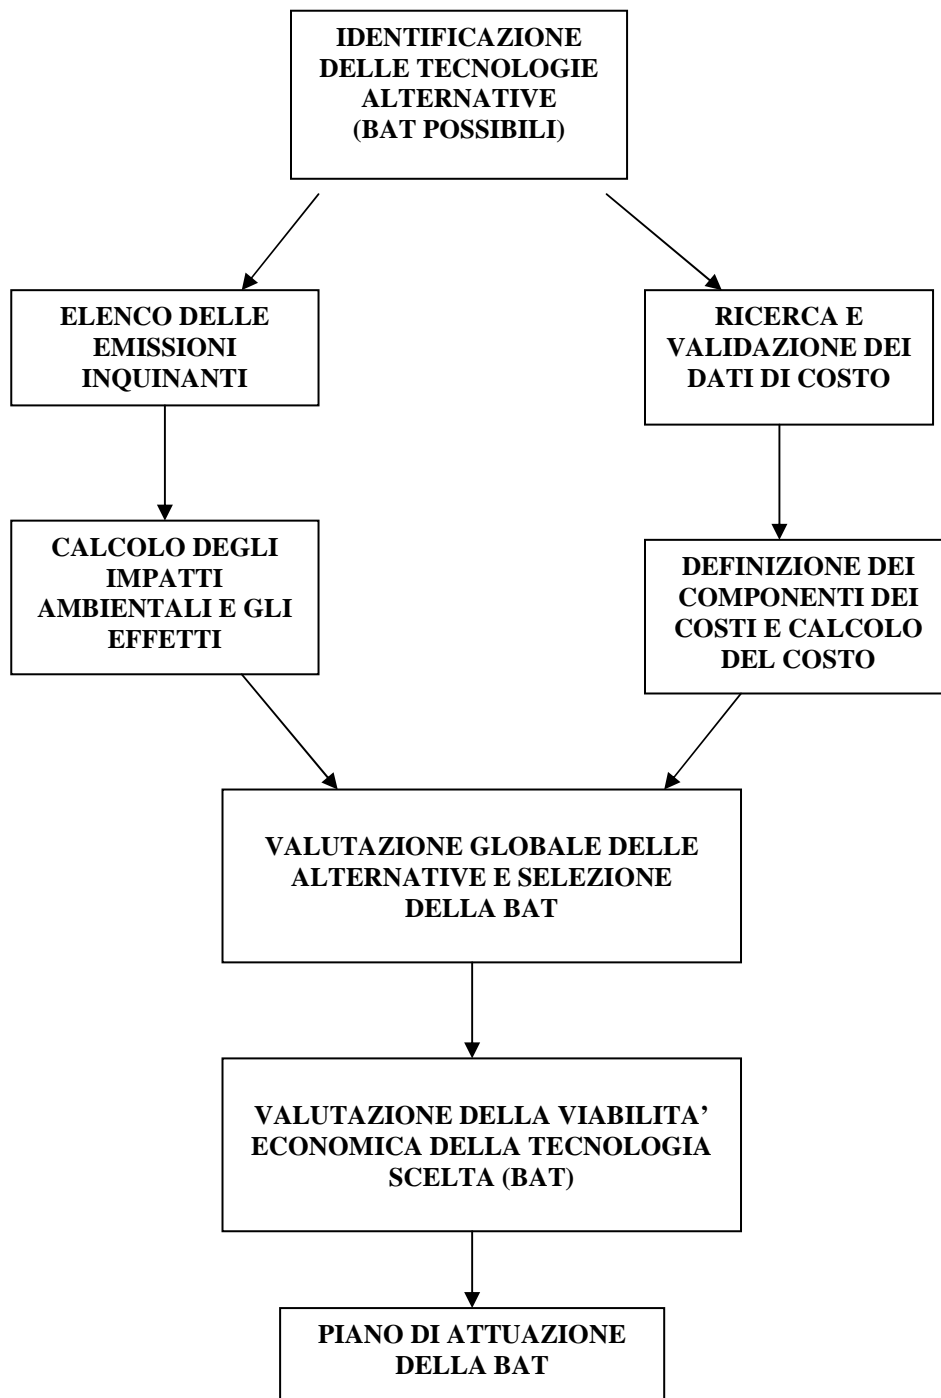 IDENTIFICAZIONE
DELLE TECNOLOGIE
ALTERNATIVE
(BAT POSSIBILI)
ELENCO DELLE
EMISSIONI
INQUINANTI
RICERCA E
VALIDAZIONE DEI
DATI DI COSTO
CALCOLO DEGLI
IMPATTI
AMBIENTALI E GLI
EFFETTI
DEFINIZIONE DEI
COMPONENTI DEI
COSTI E CALCOLO
DEL COSTO
VALUTAZIONE GLOBALE DELLE
ALTERNATIVE E SELEZIONE
DELLA BAT
VALUTAZIONE DELLA VIABILITA’
ECONOMICA DELLA TECNOLOGIA
SCELTA (BAT)
PIANO DI ATTUAZIONE
DELLA BAT